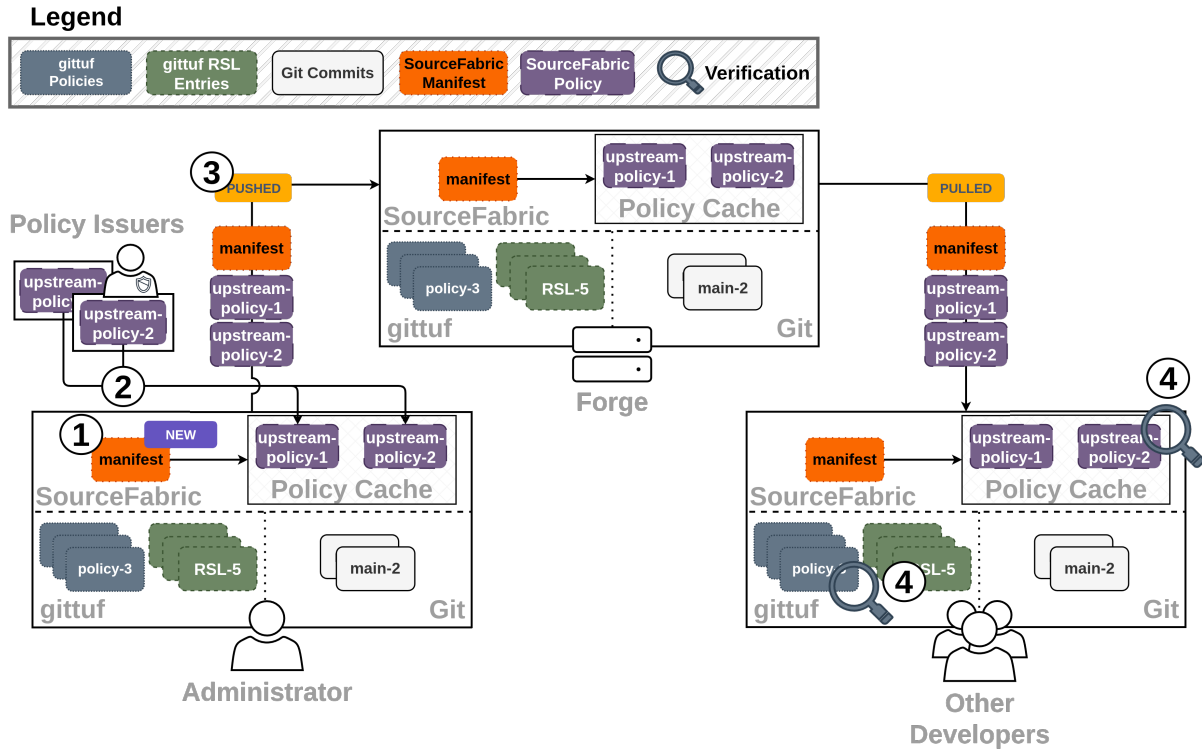 Legend
gittuf
Policies
gittuf RSL
Entries
Git Commits
SourceFabric
Manifest
SourceFabric
Policy
Verification
3
PUSHED
manifest
upstream-
policy-1
upstream-
policy-2
Policy Issuers
upstream-
upstream-
policy-2
2
manifest
upstream-
policy-1
upstream-
policy-2
Policy Cache
SourceFabric
policy-3
RSL-5
main-2
gittuf
Git
Forge
PULLED
manifest
upstream-
policy-1
upstream-
policy-2
1
NEW
manifest
upstream-
policy-1
upstream-
policy-2
Policy Cache
SourceFabric
policy-3
RSL-5
main-2
gittuf
Git
Administrator
4
manifest
upstream-
policy-1
upstream-
policy-2
Policy Cache
SourceFabric
4
main-2
gittuf
Git
Other
Developers